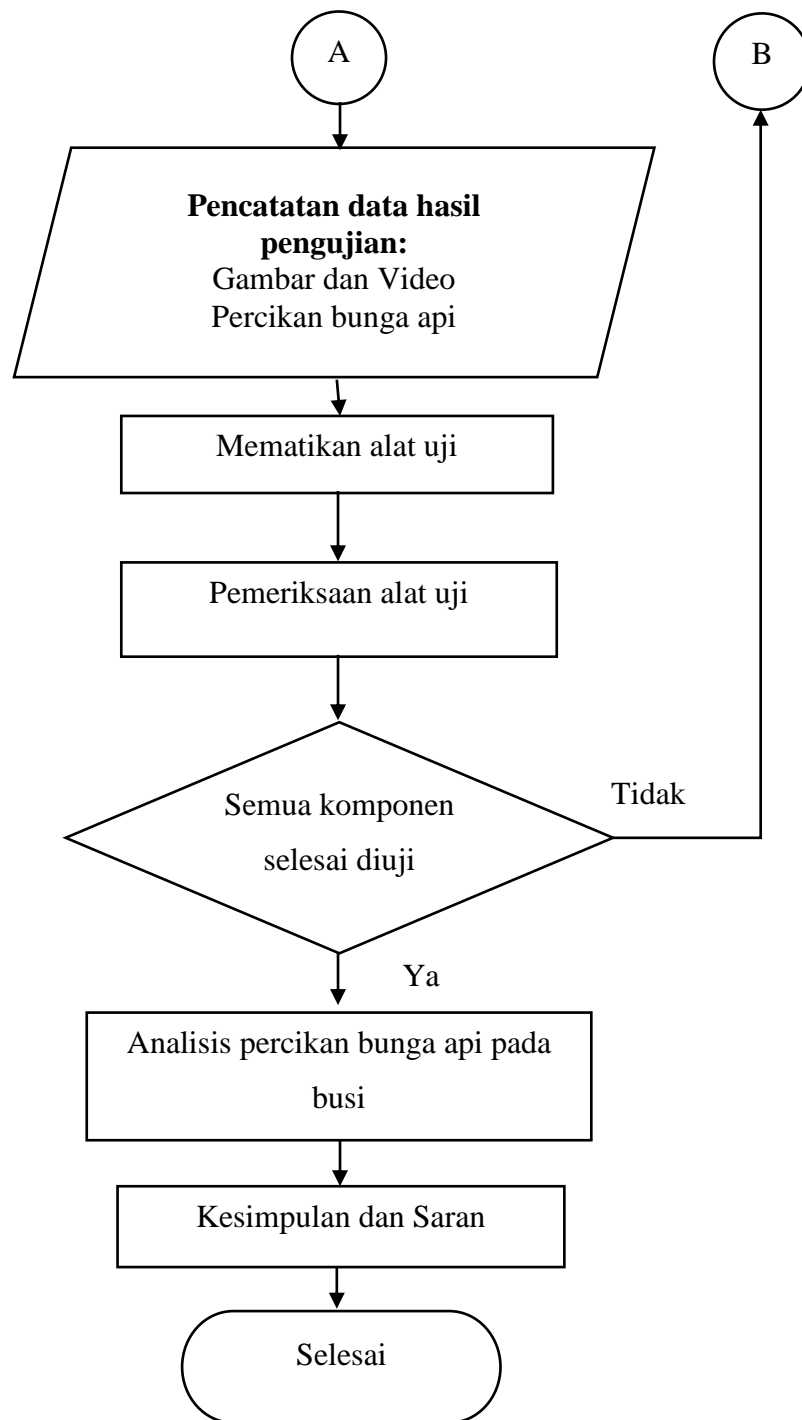 A
B
Pencatatan data hasil
pengujian:
Gambar dan Video
Percikan bunga api
Mematikan alat uji
Pemeriksaan alat uji
Semua komponen
selesai diuji
Tidak
Ya
Analisis percikan bunga api pada
busi
Kesimpulan dan Saran
Selesai